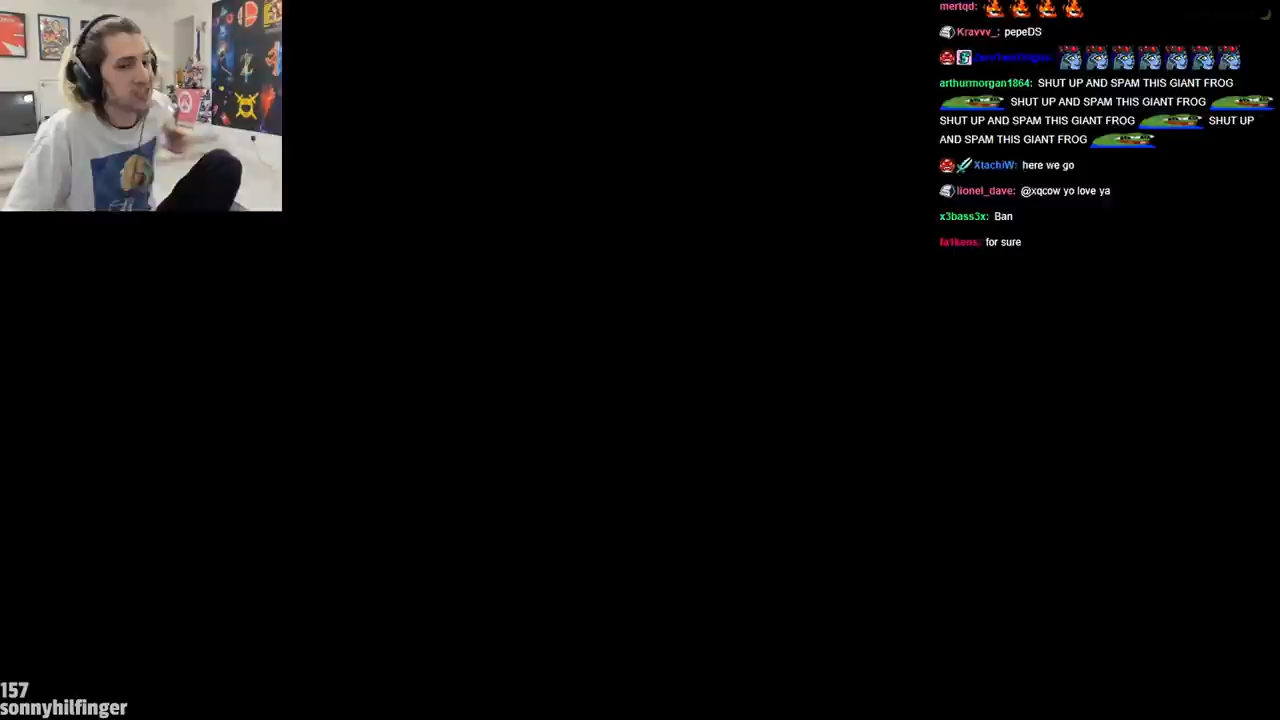 mertqd:
Kravvv_: pepeDS
arthurmorgan1864: SHUT UP AND SPAM THIS GIANT FROG
SHUT UP AND SPAM THIS GIANT FROG
SHUT UP AND SPAM THIS GIANT FROG SHUT UP
AND SPAM THIS GIANT FROG
XtachiW: here we go
lionel_dave: @xqcow yo love ya
x3bass3x: Ban
fa1kens: for sure
157
sonnyhilfinger